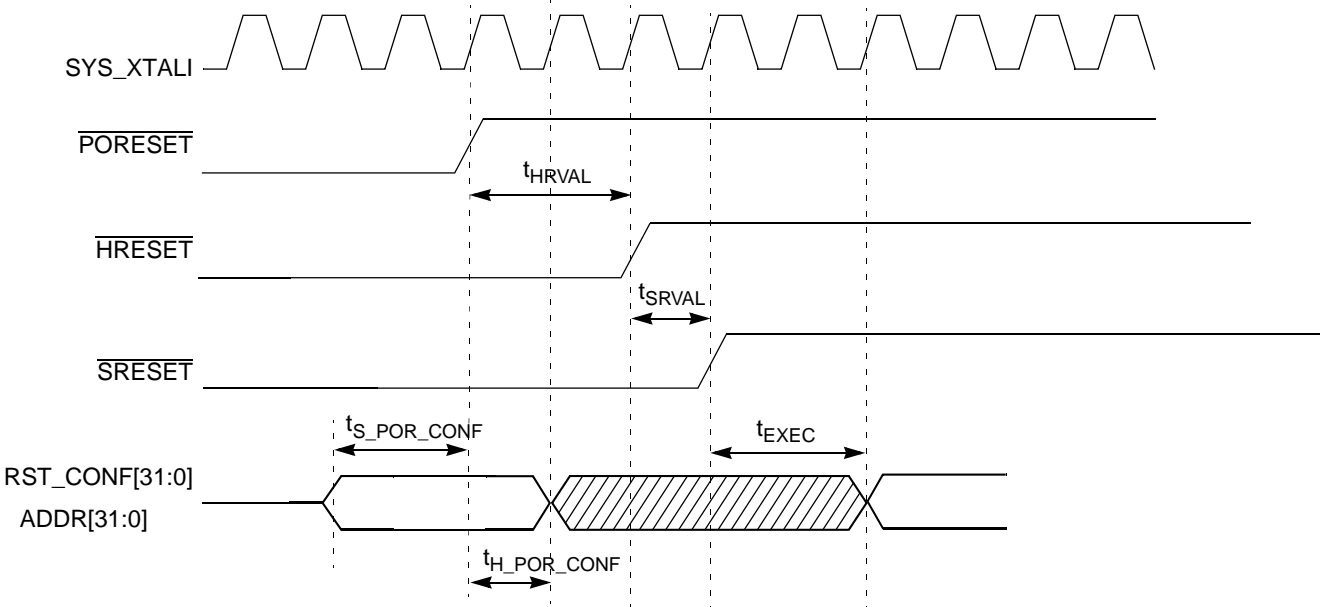 SYS_XTALI
PORESET
tHRVAL
HRESET
tSRVAL
SRESET
tS_POR_CONF
tEXEC
RST_CONF[31:0]
ADDR[31:0]
tH_POR_CONF